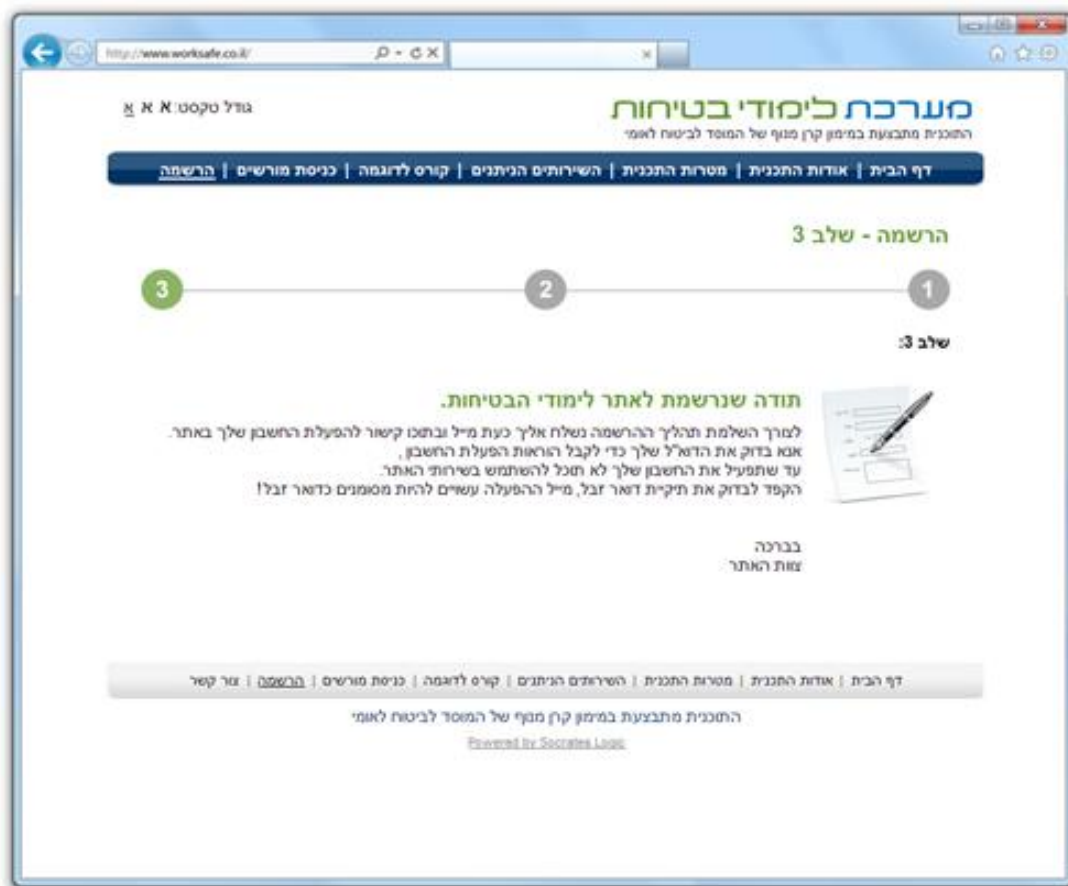 http://www.worksafe.co.il/
מערכת לימודי בטיחות
גודל טקסט: א א א
התוכנית מתבצעת במימון קרן מנוף של המוסד לביטוח לאומי
דף הבית | אודות התכנית | מטרות התכנית | השירותים הניתנים | קורס לדוגמה | כניסת מורשים | הרשמה
הרשמה - שלב 3
1 2 3
שלב 3:
תודה שנרשמת לאתר לימודי הבטיחות.
לצורך השלמת תהליך ההרשמה נשלח אליך כעת מייל ובתוכו קישור להפעלת החשבון שלך באתר.
אנא בדוק את הדוא"ל שלך כדי לקבל הוראות הפעלת החשבון ,
עד שתפעיל את החשבון שלך לא תוכל להשתמש בשירותי האתר.
הקפד לבדוק את תיקיית דואר זבל, מייל ההפעלה עשויים להיות מסומנים כדואר זבל!
בברכה
צוות האתר
דף הבית | אודות התכנית | מטרות התכנית | השירותים הניתנים | קורס לדוגמה | כניסת מורשים | הרשמה | צור קשר
התוכנית מתבצעת במימון קרן מנוף של המוסד לביטוח לאומי
Powered by Socrates Logic